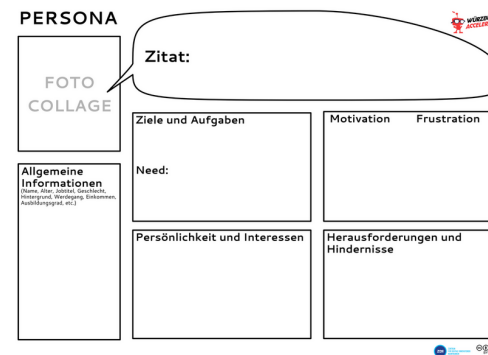 PERSONA
Zitat:
FOTO
COLLAGE
Ziele und Aufgaben
Need:
Motivation Frustration
Allgemeine
Informationen
(Name, Alter, Jobtitel, Geschlecht,
Hintergrund, Werdegang, Einkommen,
Ausbildungsgrad, etc.)
Persönlichkeit und Interessen
Herausforderungen und
Hindernisse